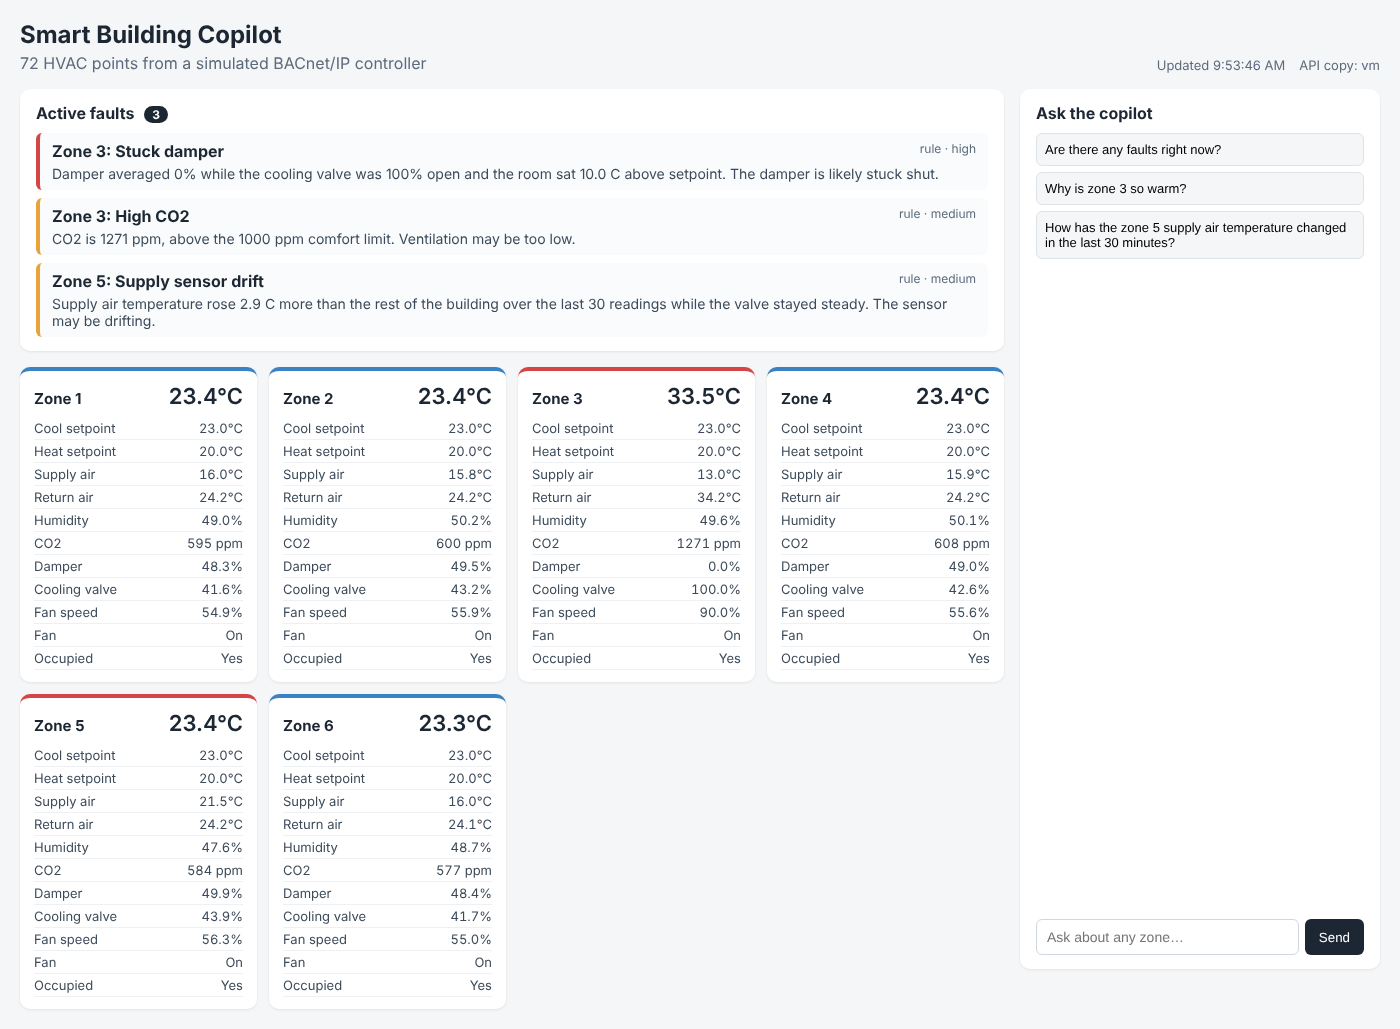 Smart Building Copilot
72 HVAC points from a simulated BACnet/IP controller
Updated 9:53:46 AM API copy: vm
Active faults 3
Zone 3: Stuck damper
rule · high
Damper averaged 0% while the cooling valve was 100% open and the room sat 10.0 C above setpoint. The damper is likely stuck shut.
Zone 3: High CO2
rule · medium
CO2 is 1271 ppm, above the 1000 ppm comfort limit. Ventilation may be too low.
Zone 5: Supply sensor drift
rule · medium
Supply air temperature rose 2.9 C more than the rest of the building over the last 30 readings while the valve stayed steady. The sensor
may be drifting.
Zone 1 23.4°C
Cool setpoint 23.0°C
Heat setpoint 20.0°C
Supply air 16.0°C
Return air 24.2°C
Humidity 49.0%
CO2 595 ppm
Damper 48.3%
Cooling valve 41.6%
Fan speed 54.9%
Fan On
Occupied Yes
Zone 2 23.4°C
Cool setpoint 23.0°C
Heat setpoint 20.0°C
Supply air 15.8°C
Return air 24.2°C
Humidity 50.2%
CO2 600 ppm
Damper 49.5%
Cooling valve 43.2%
Fan speed 55.9%
Fan On
Occupied Yes
Zone 3 33.5°C
Cool setpoint 23.0°C
Heat setpoint 20.0°C
Supply air 13.0°C
Return air 34.2°C
Humidity 49.6%
CO2 1271 ppm
Damper 0.0%
Cooling valve 100.0%
Fan speed 90.0%
Fan On
Occupied Yes
Zone 4 23.4°C
Cool setpoint 23.0°C
Heat setpoint 20.0°C
Supply air 15.9°C
Return air 24.2°C
Humidity 50.1%
CO2 608 ppm
Damper 49.0%
Cooling valve 42.6%
Fan speed 55.6%
Fan On
Occupied Yes
Zone 5 23.4°C
Cool setpoint 23.0°C
Heat setpoint 20.0°C
Supply air 21.5°C
Return air 24.2°C
Humidity 47.6%
CO2 584 ppm
Damper 49.9%
Cooling valve 43.9%
Fan speed 56.3%
Fan On
Occupied Yes
Zone 6 23.3°C
Cool setpoint 23.0°C
Heat setpoint 20.0°C
Supply air 16.0°C
Return air 24.1°C
Humidity 48.7%
CO2 577 ppm
Damper 48.4%
Cooling valve 41.7%
Fan speed 55.0%
Fan On
Occupied Yes
Ask the copilot
Are there any faults right now?
Why is zone 3 so warm?
How has the zone 5 supply air temperature changed
in the last 30 minutes?
Ask about any zone…
Send